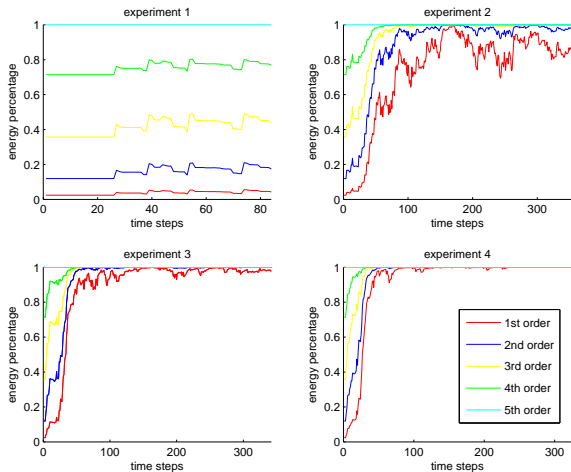 experiment 1
1
0.8
0.6
0.4
0.2
0
energy percentage
0 20 40 60 80
time steps
experiment 2
1
0.8
0.6
0.4
0.2
0
energy percentage
0 100 200 300
time steps
experiment 3
1
0.8
0.6
0.4
0.2
0
energy percentage
0 100 200 300
time steps
experiment 4
1
0.8
0.6
0.4
0.2
0
energy percentage
0 100 200 300
time steps
1st order
2nd order
3rd order
4th order
5th order